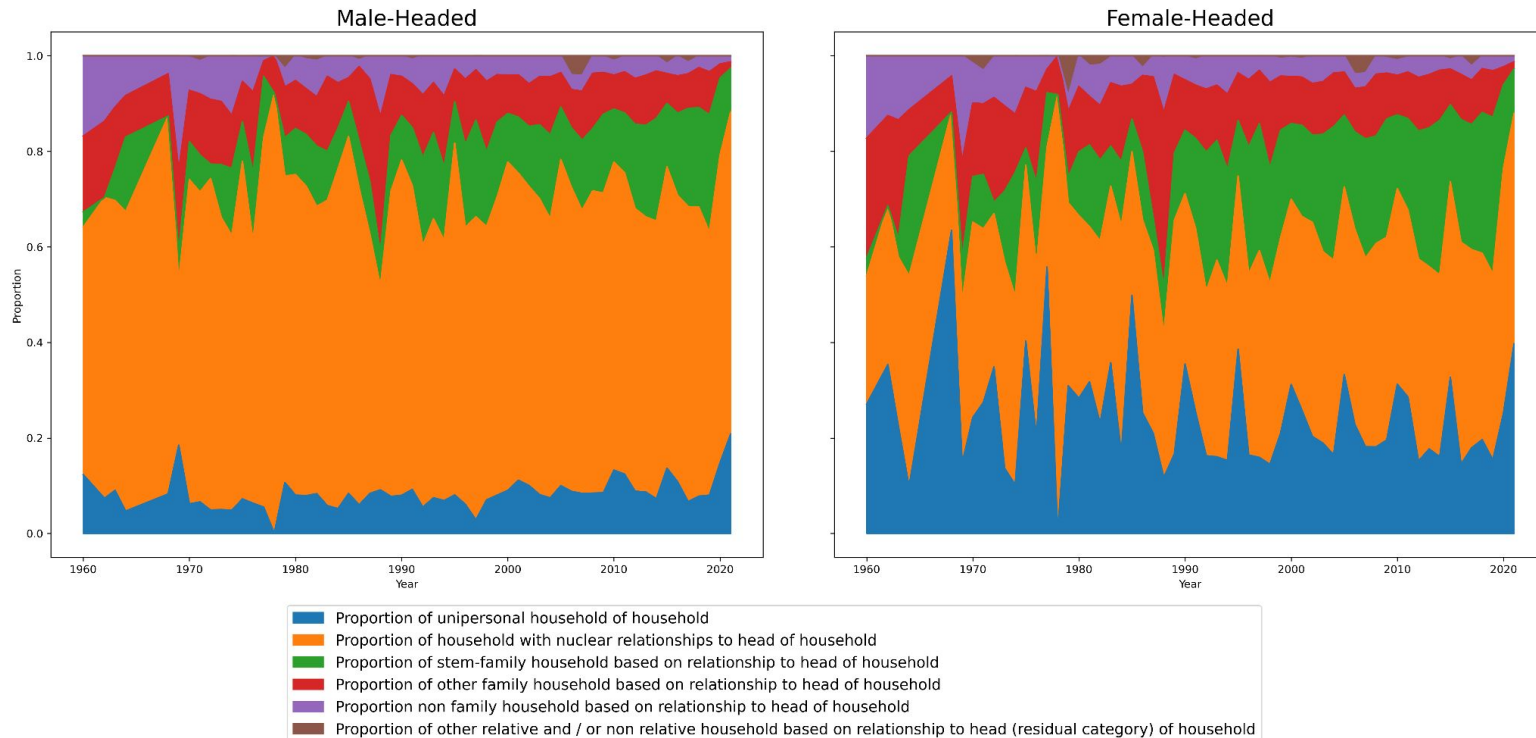 Male-Headed
Female-Headed
1.0
0.8
0.6
0.4
0.2
0.0
Proportion
1960 1970 1980 1990 2000 2010 2020
Year
1960 1970 1980 1990 2000 2010 2020
Year
Proportion of unipersonal household of household
Proportion of household with nuclear relationships to head of household
Proportion of stem-family household based on relationship to head of household
Proportion of other family household based on relationship to head of household
Proportion non family household based on relationship to head of household
Proportion of other relative and / or non relative household based on relationship to head (residual category) of household